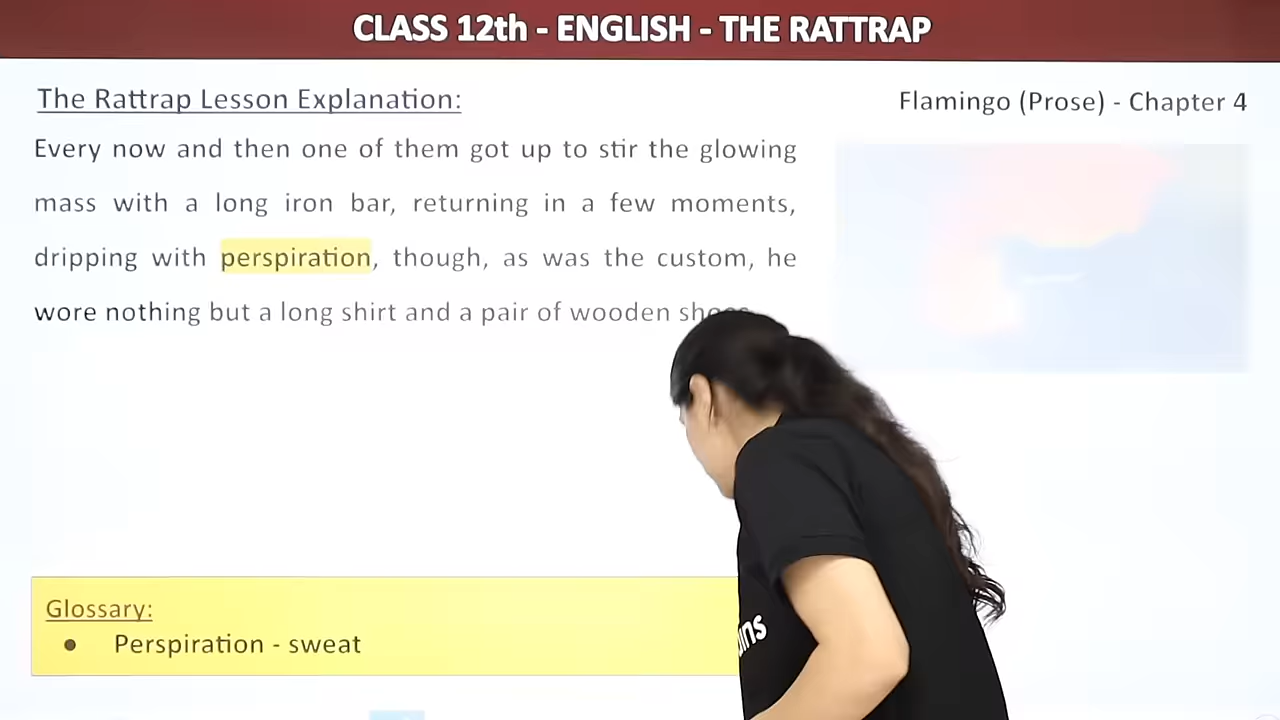 CLASS 12th - ENGLISH - THE RATTRAP
The Rattrap Lesson Explanation:
Flamingo (Prose) - Chapter 4
Every now and then one of them got up to stir the glowing
mass with a long iron bar, returning in a few moments,
dripping with perspiration, though, as was the custom, he
wore nothing but a long shirt and a pair of wooden
Glossary:
● Perspiration - sweat